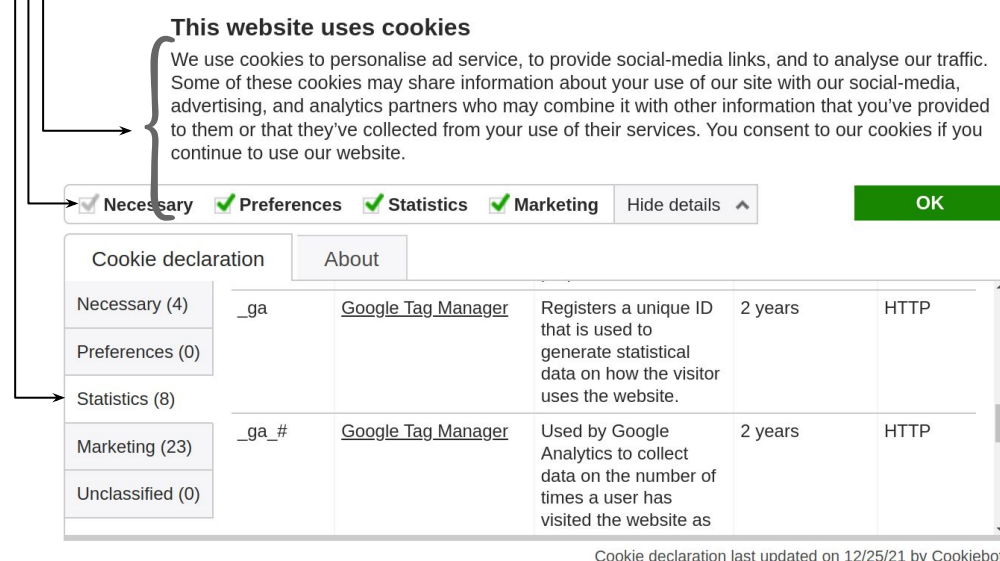 This website uses cookies
We use cookies to personalise ad service, to provide social-media links, and to analyse our traffic.
Some of these cookies may share information about your use of our site with our social-media,
advertising, and analytics partners who may combine it with other information that you've provided
to them or that they've collected from your use of their services. You consent to our cookies if you
continue to use our website.
Necessary Preferences Statistics Marketing Hide details OK
Cookie declaration About
Necessary (4)
Preferences (0)
Statistics (8)
Marketing (23)
Unclassified (0)
_ga Google Tag Manager Registers a unique ID 2 years HTTP
that is used to
generate statistical
data on how the visitor
uses the website.
_ga_# Google Tag Manager Used by Google 2 years HTTP
Analytics to collect
data on the number of
times a user has
visited the website as
Cookie declaration last updated on 12/25/21 by Cookiebot